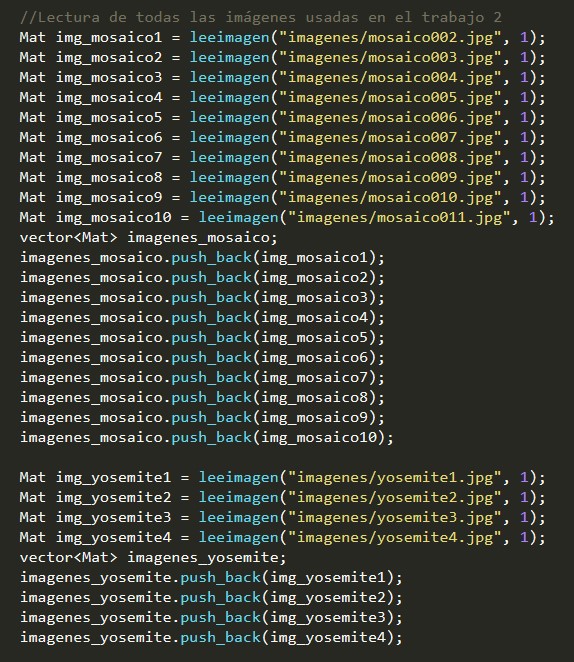 //Lectura de todas las imágenes usadas en el trabajo 2
Mat img_mosaico1 = leeimagen("imagenes/mosaico002.jpg", 1);
Mat img_mosaico2 = leeimagen("imagenes/mosaico003.jpg", 1);
Mat img_mosaico3 = leeimagen("imagenes/mosaico004.jpg", 1);
Mat img_mosaico4 = leeimagen("imagenes/mosaico005.jpg", 1);
Mat img_mosaico5 = leeimagen("imagenes/mosaico006.jpg", 1);
Mat img_mosaico6 = leeimagen("imagenes/mosaico007.jpg", 1);
Mat img_mosaico7 = leeimagen("imagenes/mosaico008.jpg", 1);
Mat img_mosaico8 = leeimagen("imagenes/mosaico009.jpg", 1);
Mat img_mosaico9 = leeimagen("imagenes/mosaico010.jpg", 1);
Mat img_mosaico10 = leeimagen("imagenes/mosaico011.jpg", 1);
vector<Mat> imagenes_mosaico;
imagenes_mosaico.push_back(img_mosaico1);
imagenes_mosaico.push_back(img_mosaico2);
imagenes_mosaico.push_back(img_mosaico3);
imagenes_mosaico.push_back(img_mosaico4);
imagenes_mosaico.push_back(img_mosaico5);
imagenes_mosaico.push_back(img_mosaico6);
imagenes_mosaico.push_back(img_mosaico7);
imagenes_mosaico.push_back(img_mosaico8);
imagenes_mosaico.push_back(img_mosaico9);
imagenes_mosaico.push_back(img_mosaico10);

Mat img_yosemite1 = leeimagen("imagenes/yosemite1.jpg", 1);
Mat img_yosemite2 = leeimagen("imagenes/yosemite2.jpg", 1);
Mat img_yosemite3 = leeimagen("imagenes/yosemite3.jpg", 1);
Mat img_yosemite4 = leeimagen("imagenes/yosemite4.jpg", 1);
vector<Mat> imagenes_yosemite;
imagenes_yosemite.push_back(img_yosemite1);
imagenes_yosemite.push_back(img_yosemite2);
imagenes_yosemite.push_back(img_yosemite3);
imagenes_yosemite.push_back(img_yosemite4);